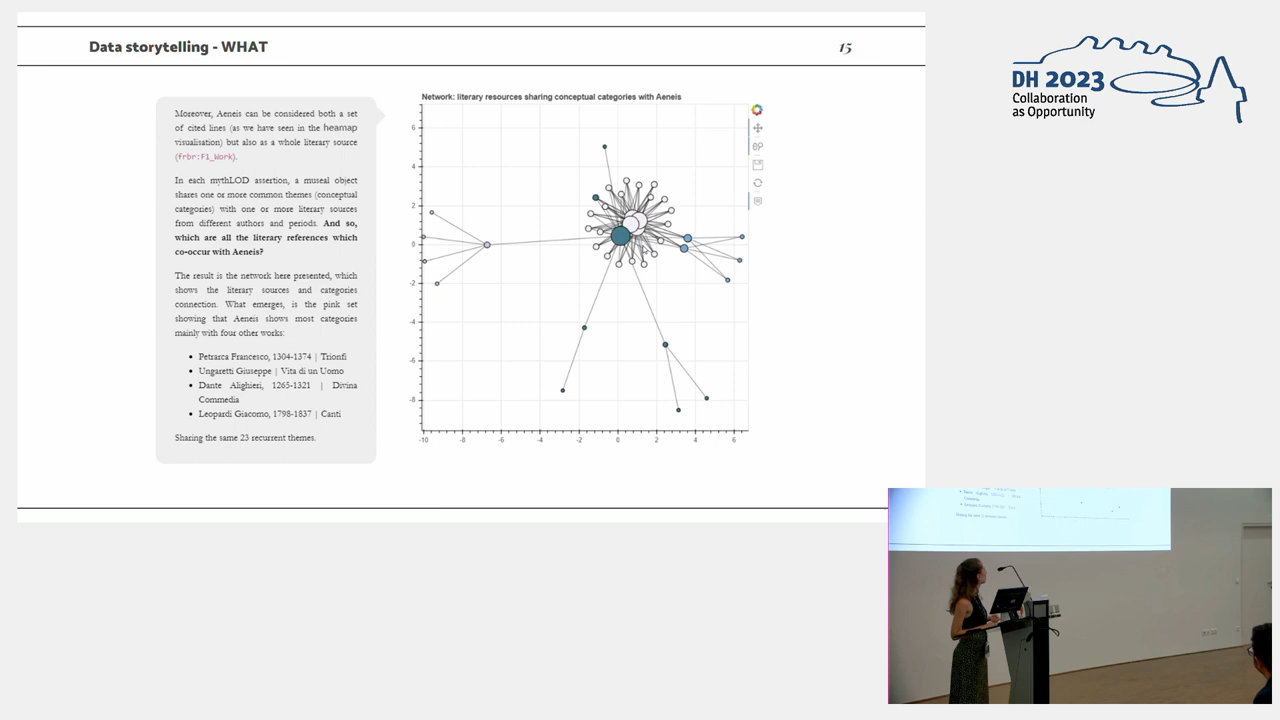 Data storytelling - WHAT
15
DH 2023
Collaboration
as Opportunity
Moreover, Aeneis can be considered both a set
of cited lines (as we have seen in the heamap
visualisation) but also as a whole literary source
(frbr:F1_Work).
In each mythLOD assertion, a museal object
shares one or more common themes (conceptual
categories) with one or more literary sources
from different authors and periods. And so,
which are all the literary references which
co-occur with Aeneis?
The result is the network here presented, which
shows the literary sources and categories
connection. What emerges, is the pink set
showing that Aeneis shows most categories
mainly with four other works:
• Petrarca Francesco, 1304-1374 | Trionfi
• Ungaretti Giuseppe | Vita di un Uomo
• Dante Alighieri, 1265-1321 | Divina
Commedia
• Leopardi Giacomo, 1798-1837 | Canti
Sharing the same 23 recurrent themes.
Network: literary resources sharing conceptual categories with Aeneis
6
4
2
0
-2
-4
-6
-8
-10 -8 -6 -4 -2 0 2 4 6